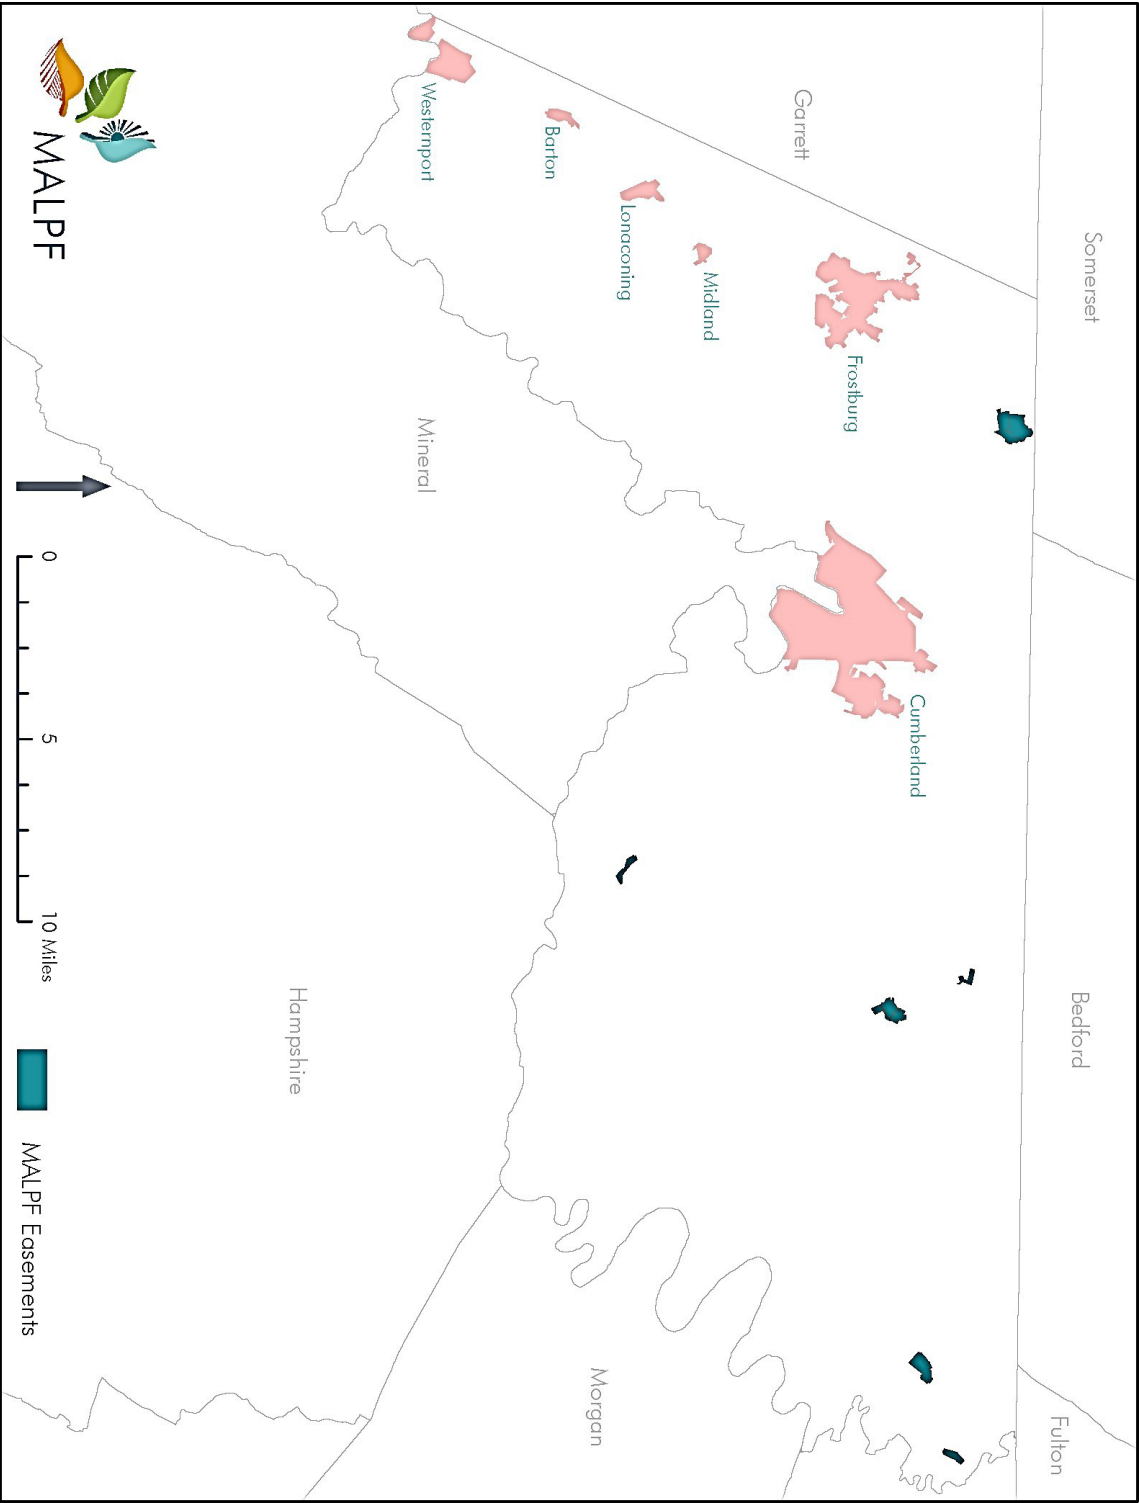 Somerset
Bedford
Fulton
Garrett
Frostburg
Cumberland
Midland
Lonaconing
Barton
Westernport
Mineral
Hampshire
Morgan
MALPF
0 5 10 Miles
MALPF Easements